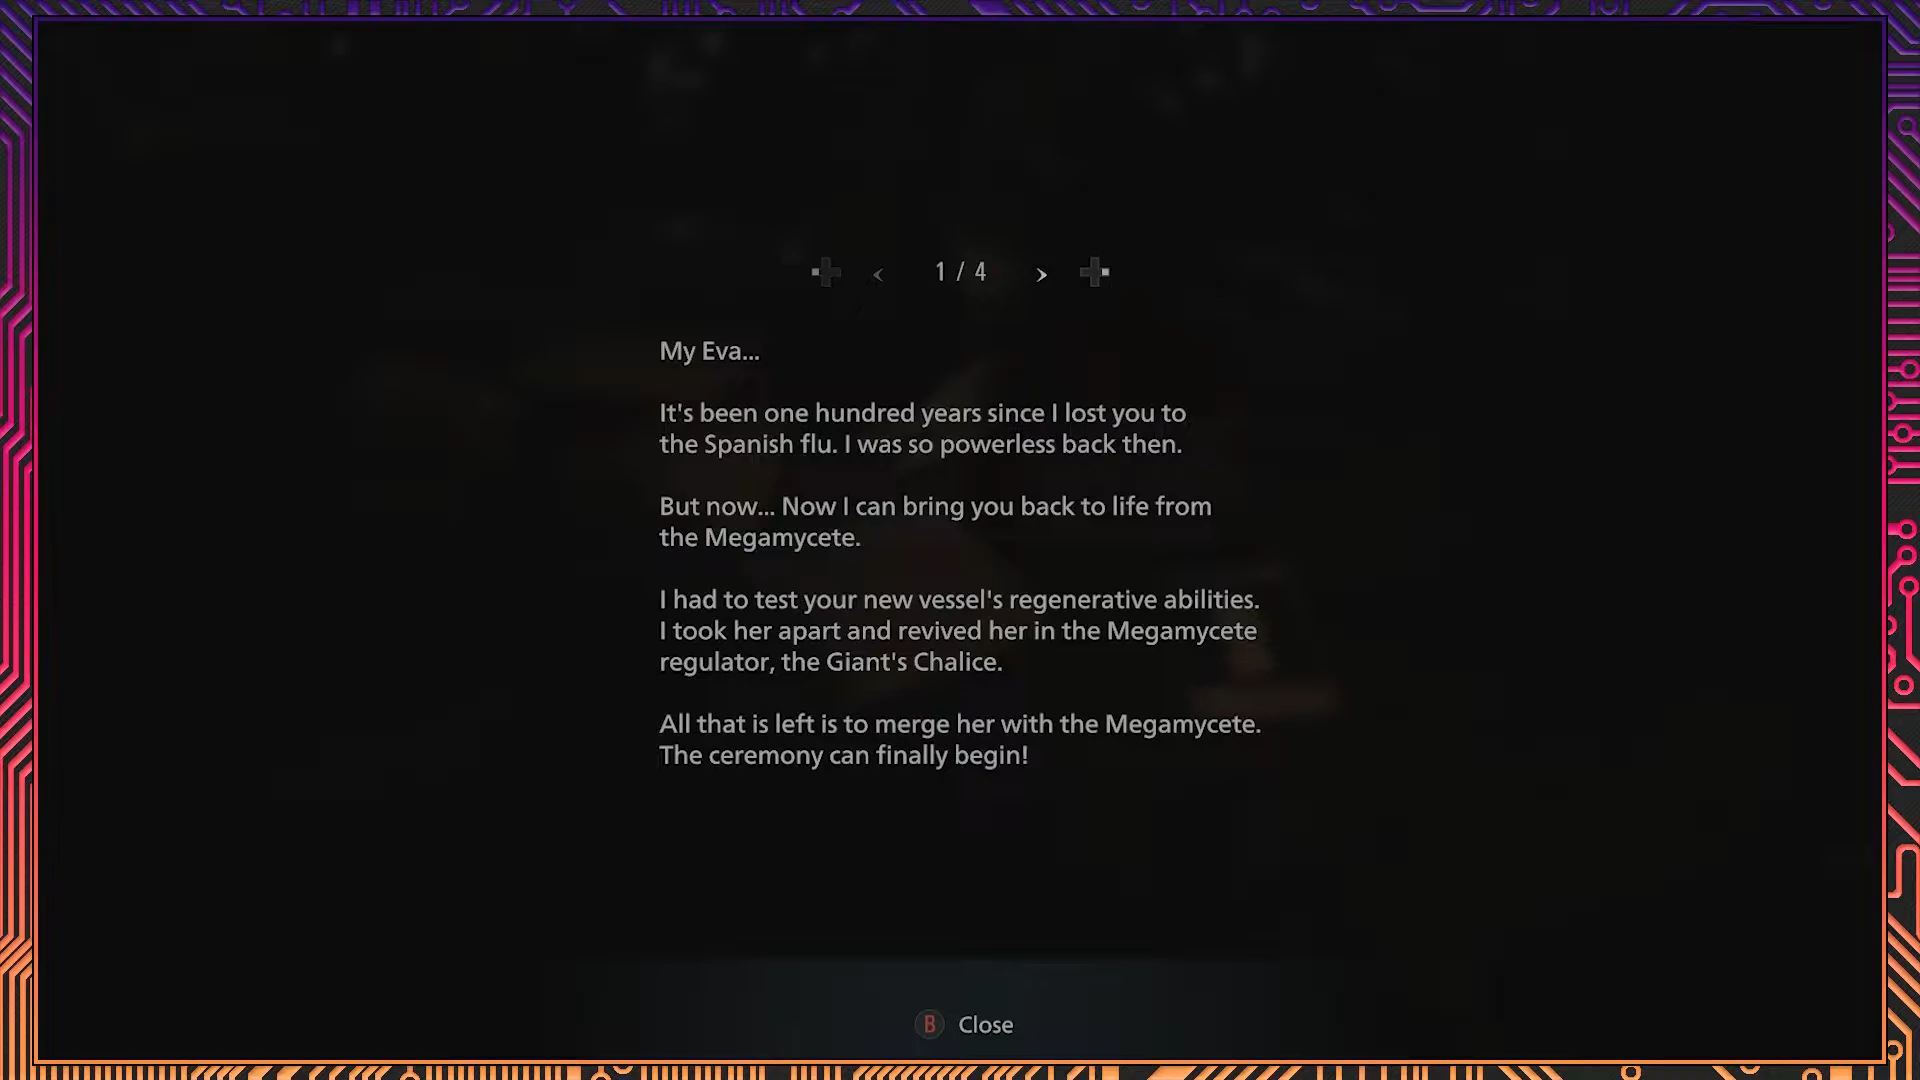 1 / 4
My Eva...
It's been one hundred years since I lost you to
the Spanish flu. I was so powerless back then.
But now... Now I can bring you back to life from
the Megamycete.
I had to test your new vessel's regenerative abilities.
I took her apart and revived her in the Megamycete
regulator, the Giant's Chalice.
All that is left is to merge her with the Megamycete.
The ceremony can finally begin!
B Close